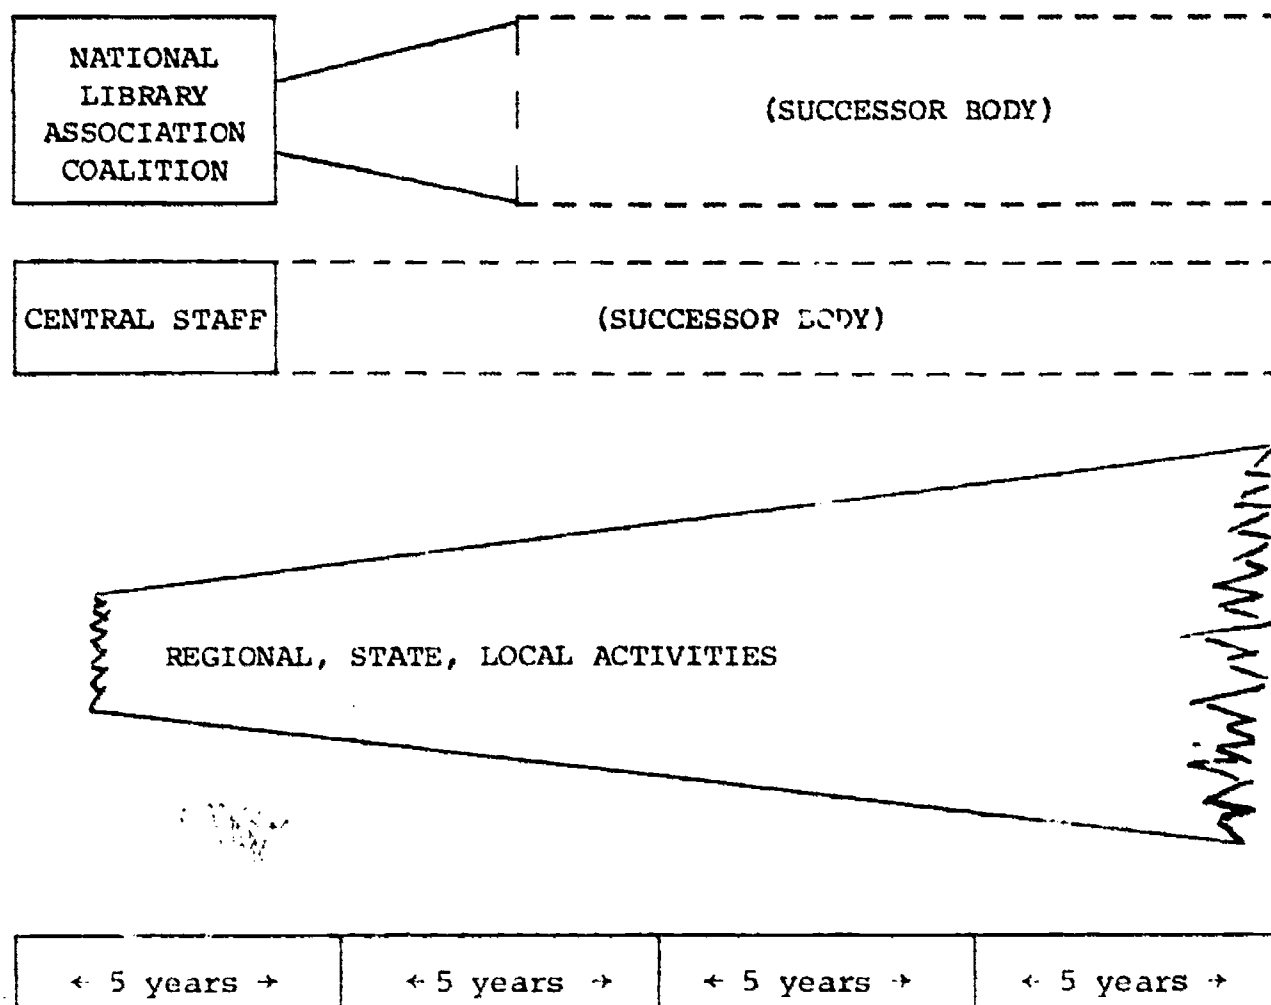 NATIONAL
LIBRARY
ASSOCIATION
COALITION
(SUCCESSOR BODY)
CENTRAL STAFF
(SUCCESSOR BODY)
REGIONAL, STATE, LOCAL ACTIVITIES
← 5 years → ← 5 years → ← 5 years → ← 5 years →